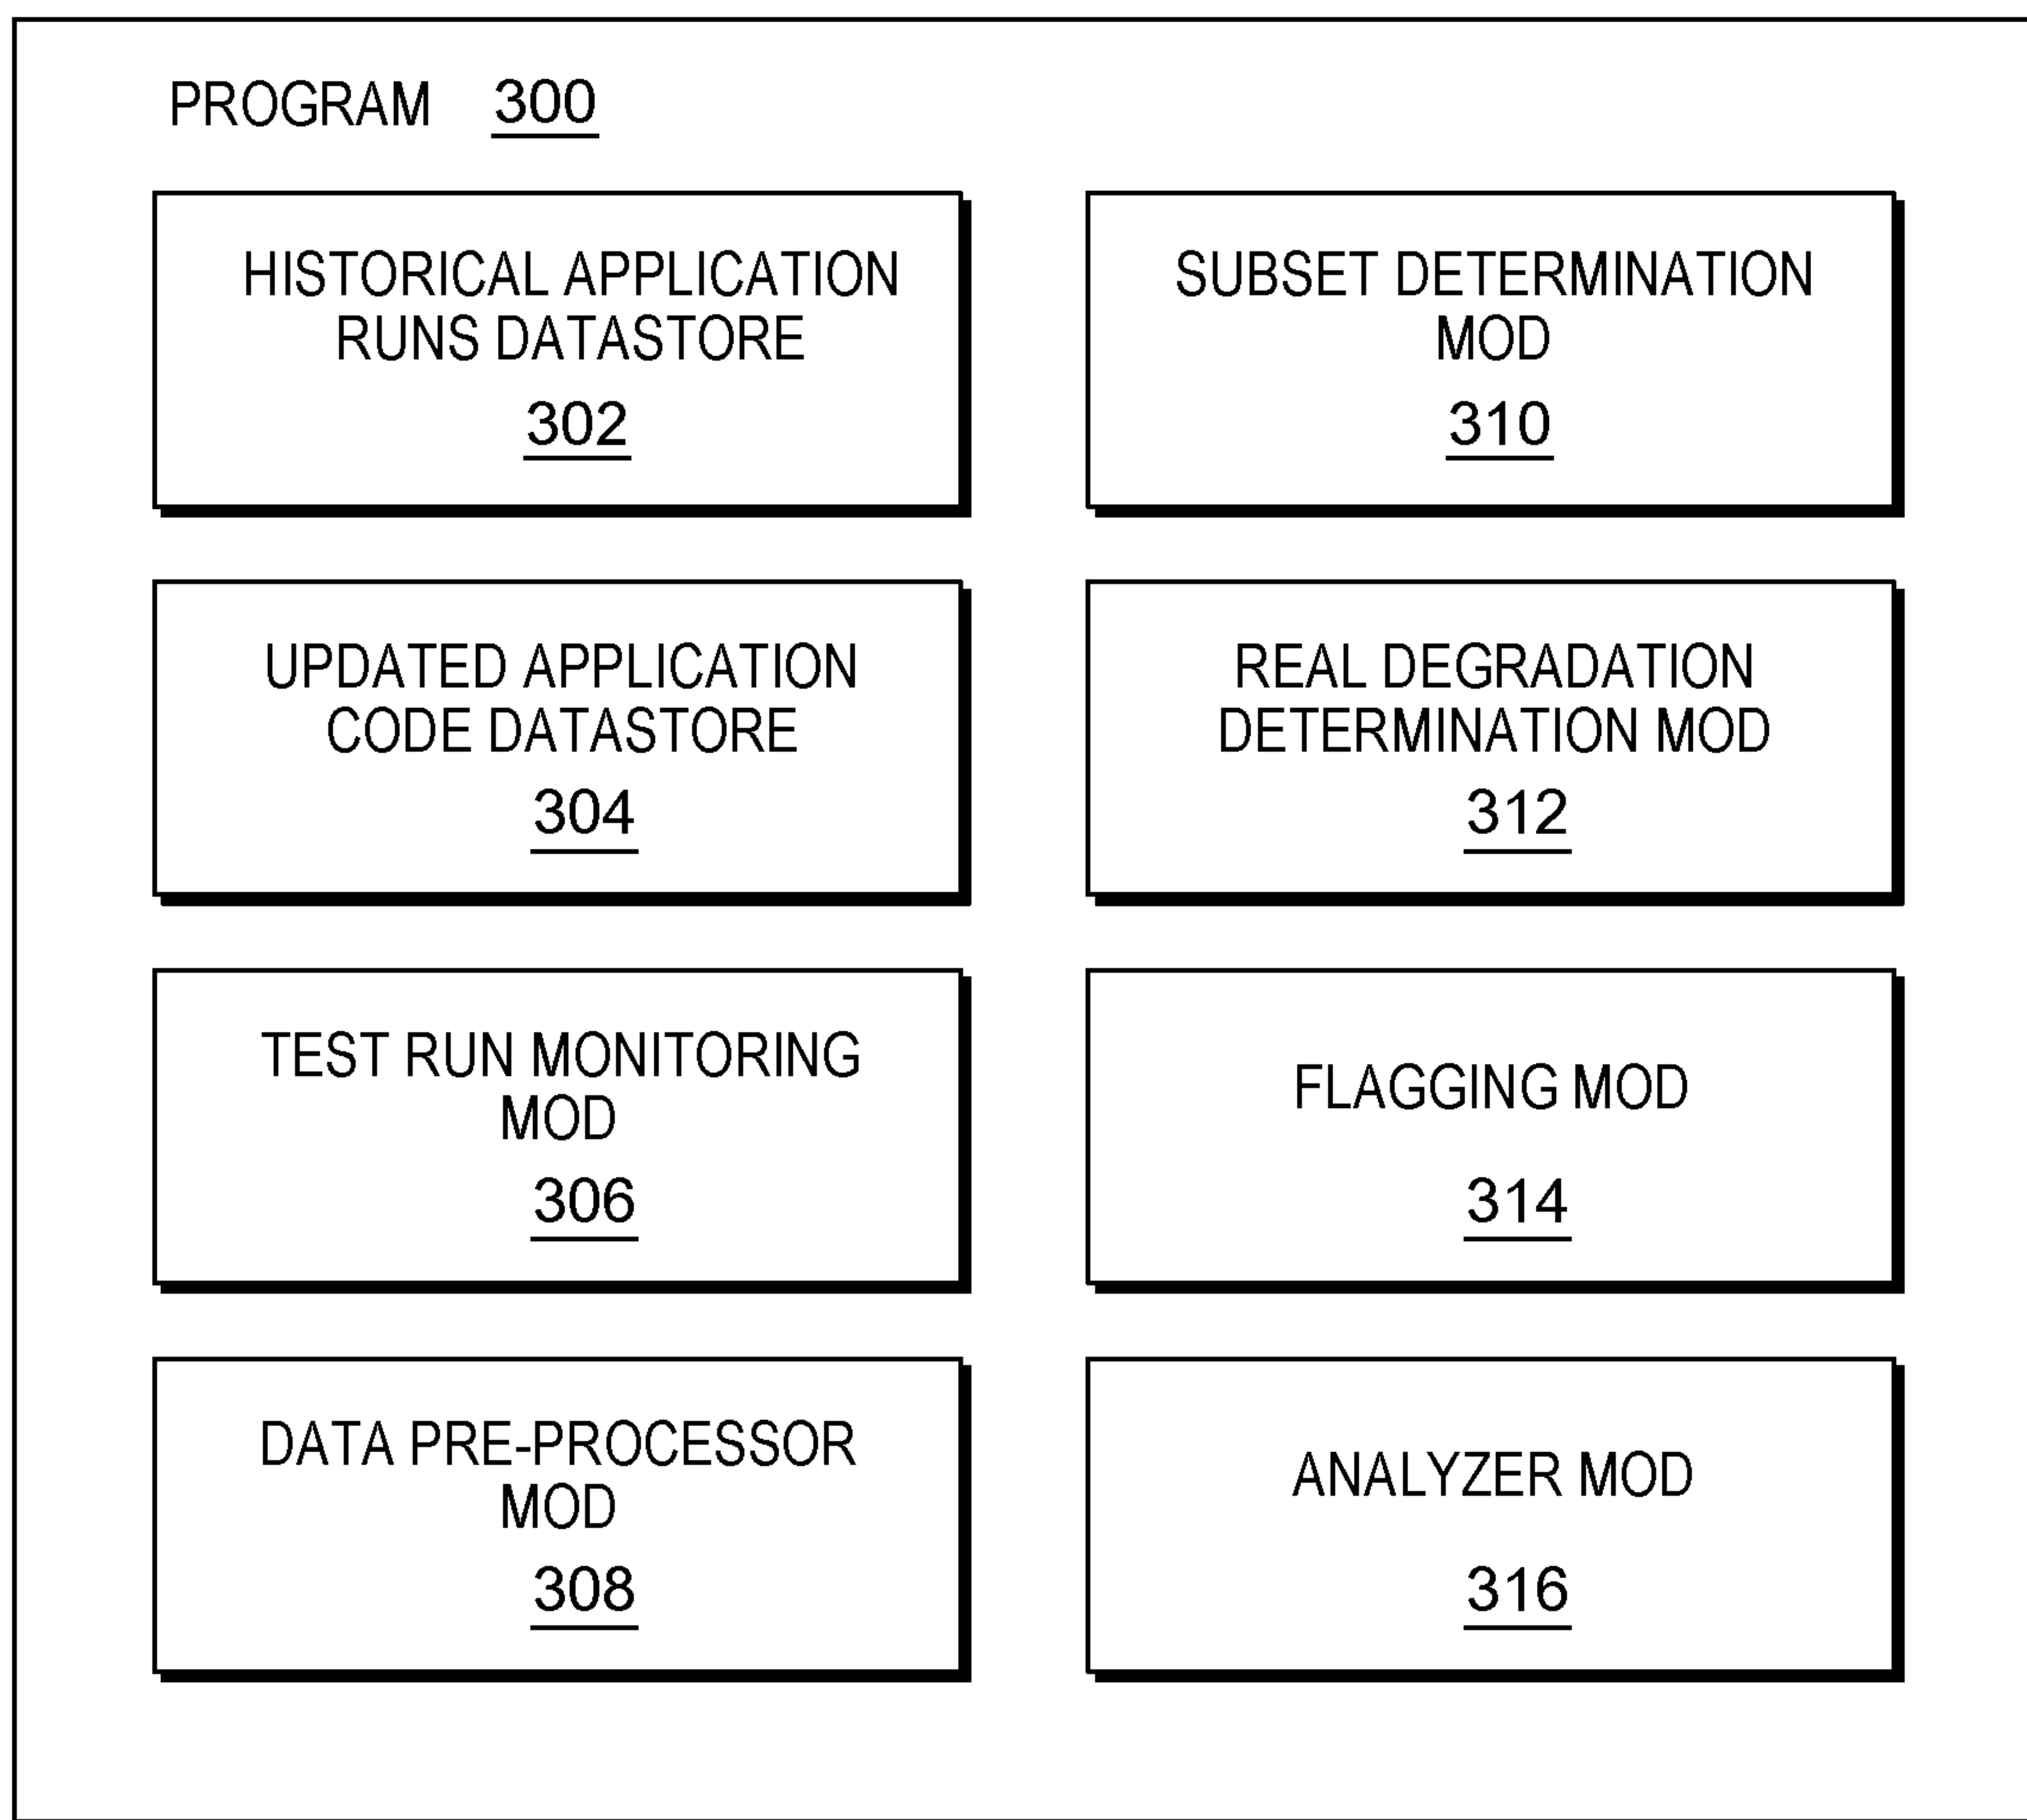 PROGRAM 300
HISTORICAL APPLICATION
RUNS DATASTORE
302
UPDATED APPLICATION
CODE DATASTORE
304
TEST RUN MONITORING
MOD
306
DATA PRE-PROCESSOR
MOD
308
SUBSET DETERMINATION
MOD
310
REAL DEGRADATION
DETERMINATION MOD
312
FLAGGING MOD
314
ANALYZER MOD
316